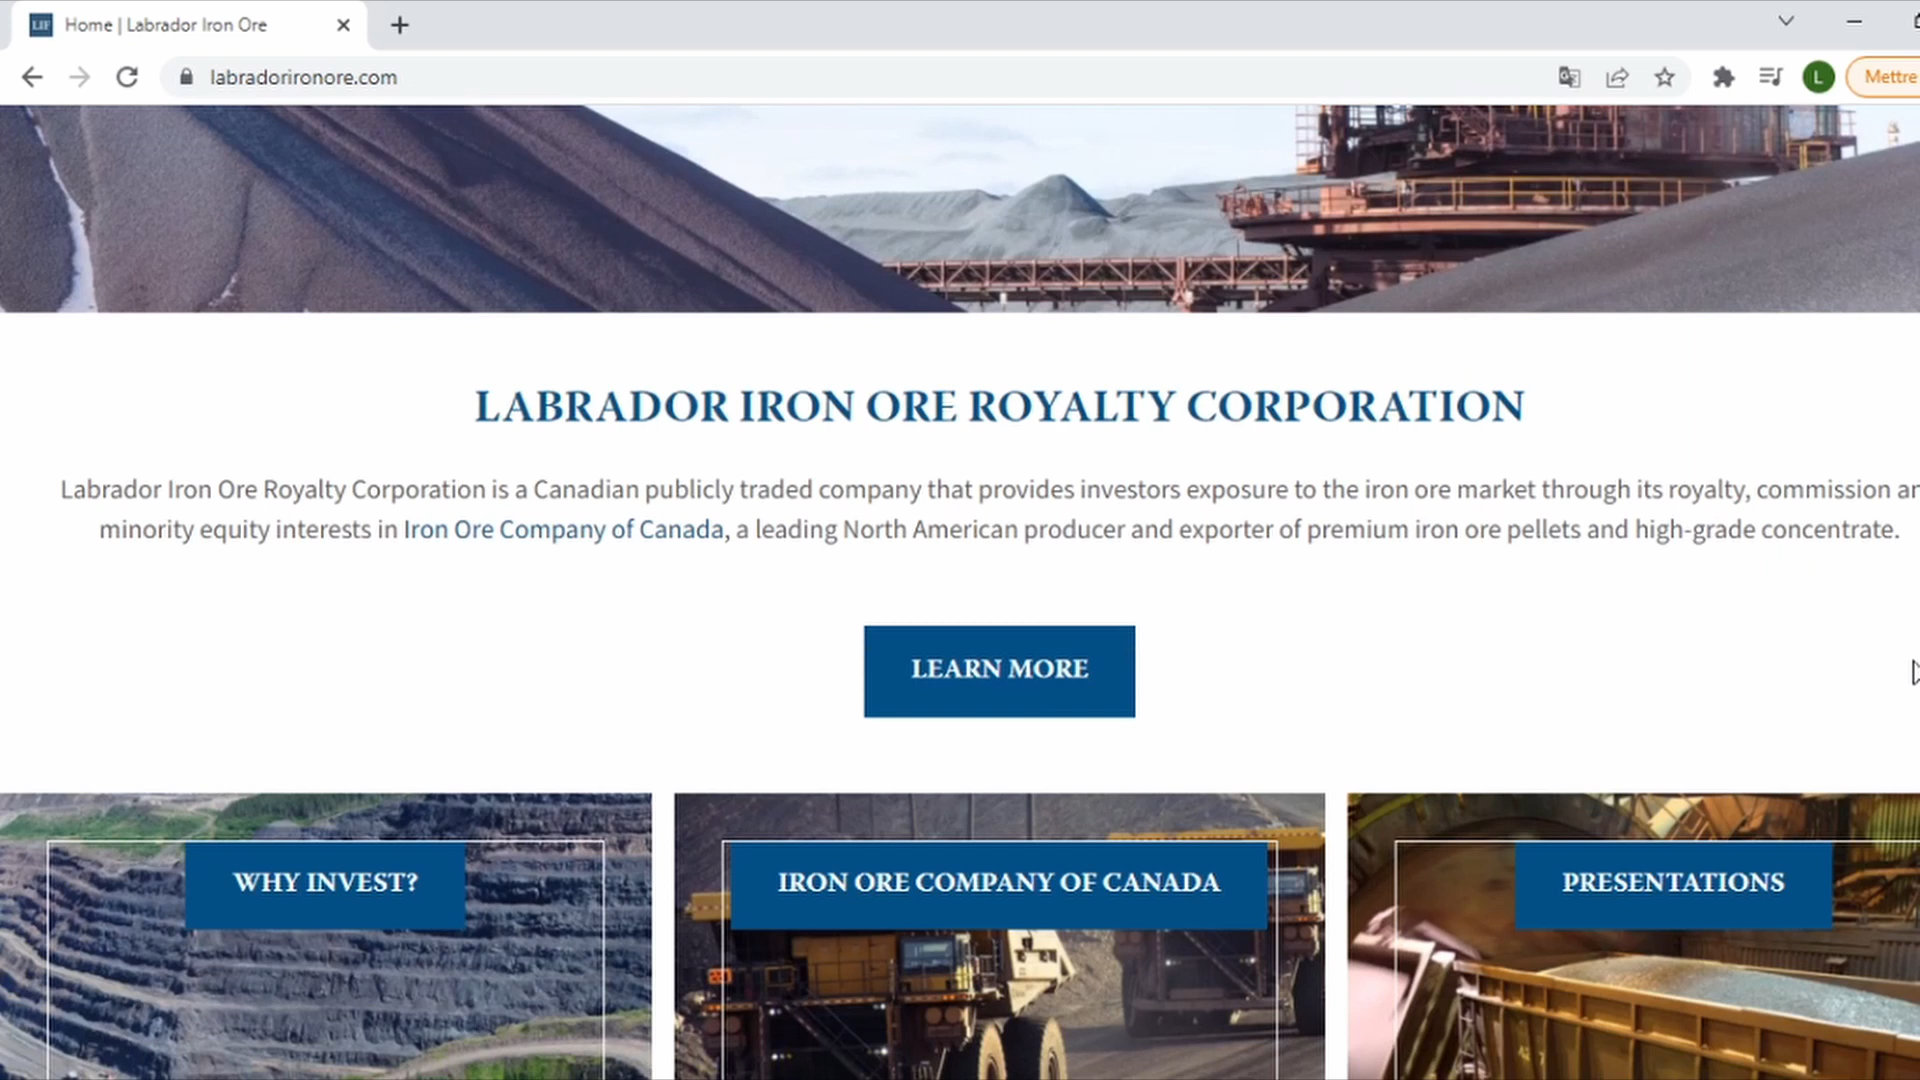 LIF Home | Labrador Iron Ore
labradorironore.com
L Mettre
LABRADOR IRON ORE ROYALTY CORPORATION
Labrador Iron Ore Royalty Corporation is a Canadian publicly traded company that provides investors exposure to the iron ore market through its royalty, commission
minority equity interests in Iron Ore Company of Canada, a leading North American producer and exporter of premium iron ore pellets and high-grade concentrate.
LEARN MORE
WHY INVEST? IRON ORE COMPANY OF CANADA PRESENTATIONS